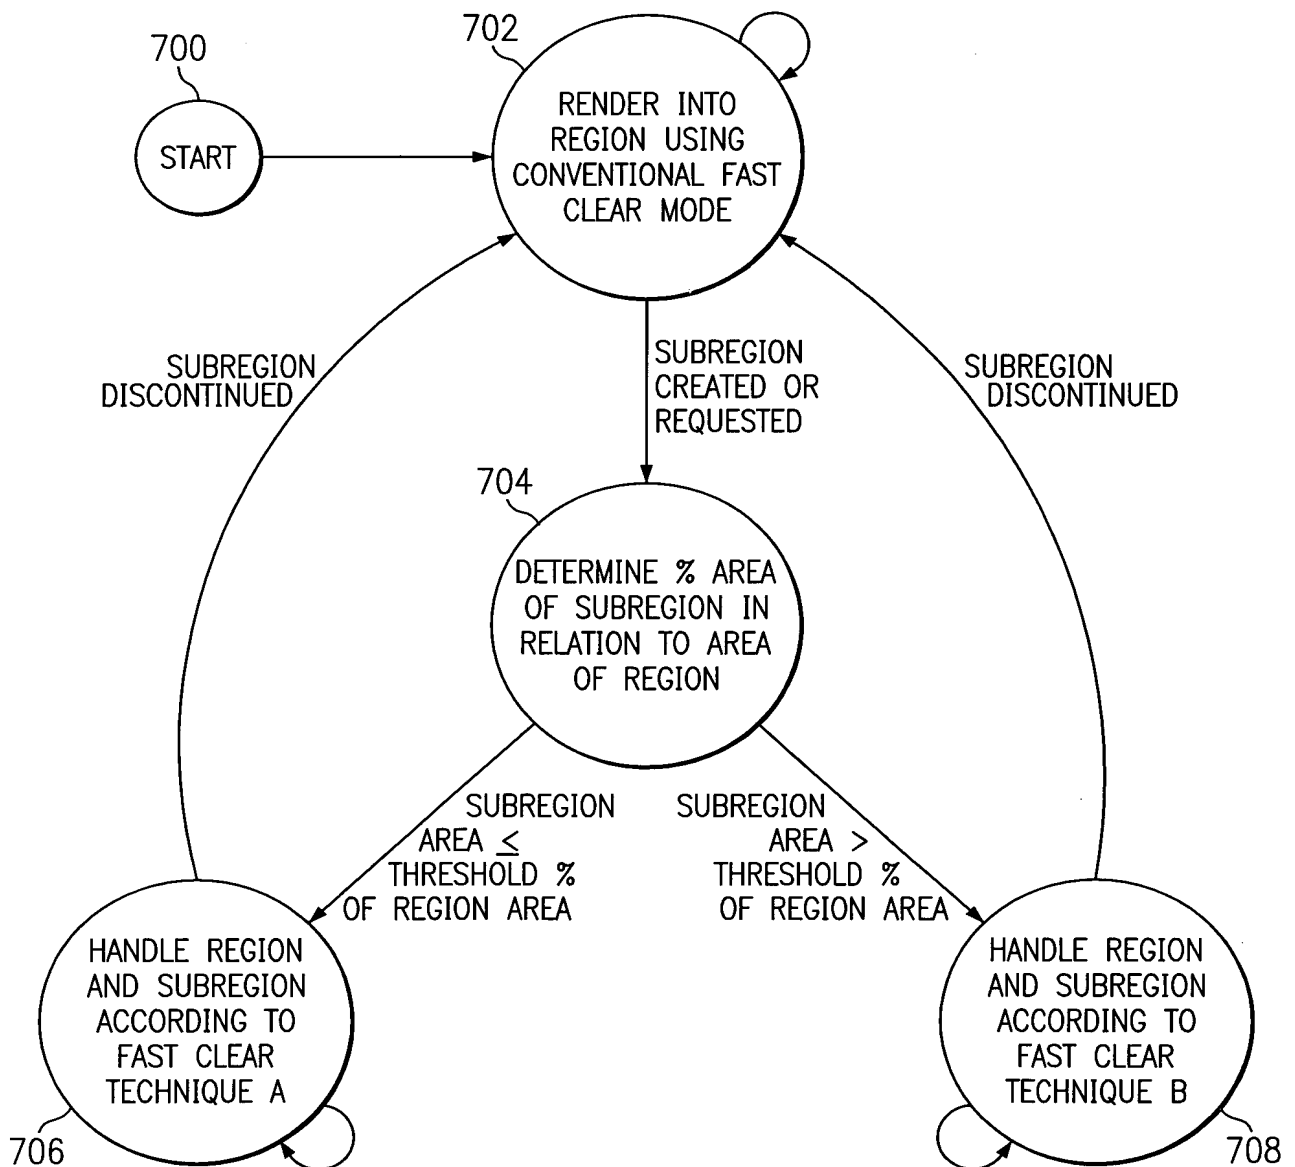 700
START
702
RENDER INTO
REGION USING
CONVENTIONAL FAST
CLEAR MODE
SUBREGION
DISCONTINUED
SUBREGION
CREATED OR
REQUESTED
SUBREGION
DISCONTINUED
704
DETERMINE % AREA
OF SUBREGION IN
RELATION TO AREA
OF REGION
SUBREGION
AREA ≤
THRESHOLD %
OF REGION AREA
SUBREGION
AREA >
THRESHOLD %
OF REGION AREA
HANDLE REGION
AND SUBREGION
ACCORDING TO
FAST CLEAR
TECHNIQUE A
706
HANDLE REGION
AND SUBREGION
ACCORDING TO
FAST CLEAR
TECHNIQUE B
708